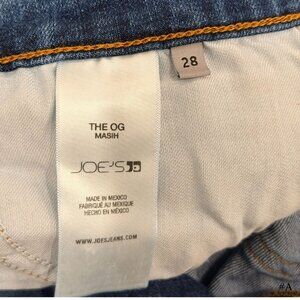 28
THE OG
MASIH
JOE'S
MADE IN MEXICO
FABRIQUÉ AU MEXIQUE
HECHO EN MÉXICO
WWW.JOESJEANS.COM
#A